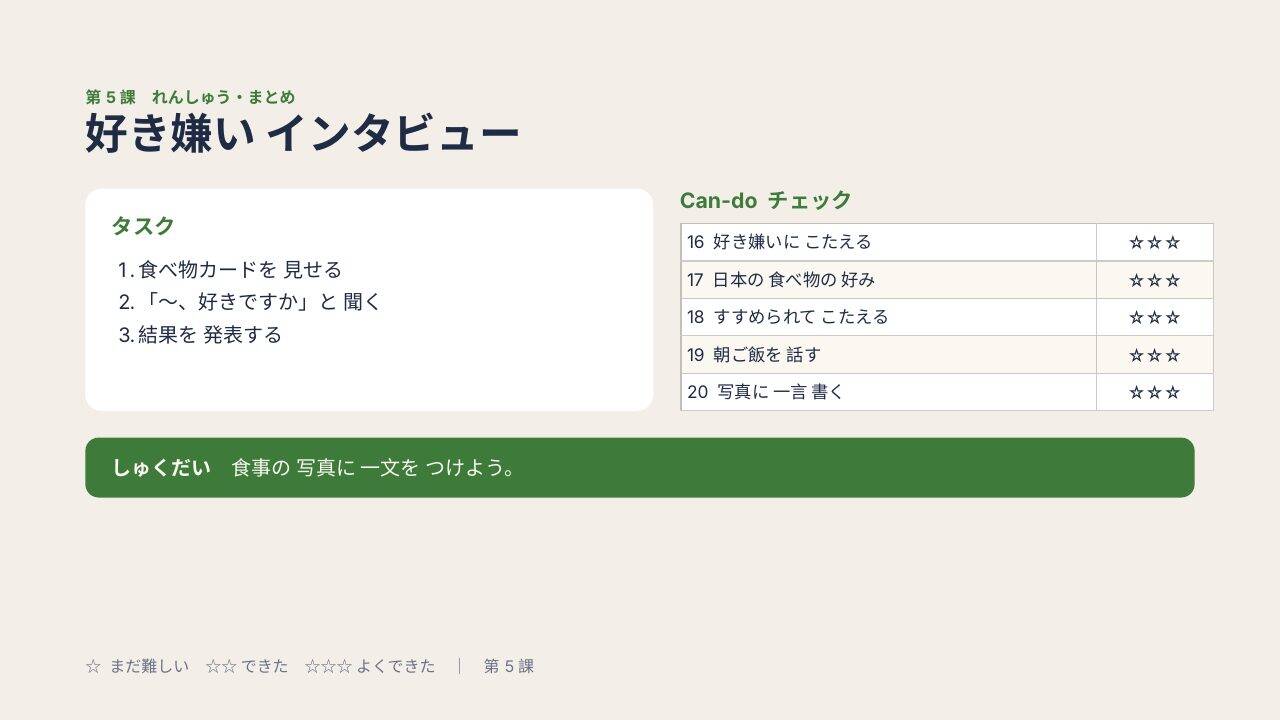 第5課　れんしゅう・まとめ
好き嫌い インタビュー
タスク
1. 食べ物カードを 見せる
2. 「〜、好きですか」と 聞く
3. 結果を 発表する
Can-do チェック
16 好き嫌いに こたえる ☆☆☆
17 日本の 食べ物の 好み ☆☆☆
18 すすめられて こたえる ☆☆☆
19 朝ご飯を 話す ☆☆☆
20 写真に 一言 書く ☆☆☆
しゅくだい　食事の 写真に 一文を つけよう。
☆ まだ難しい　☆☆ できた　☆☆☆ よくできた　｜　第5課